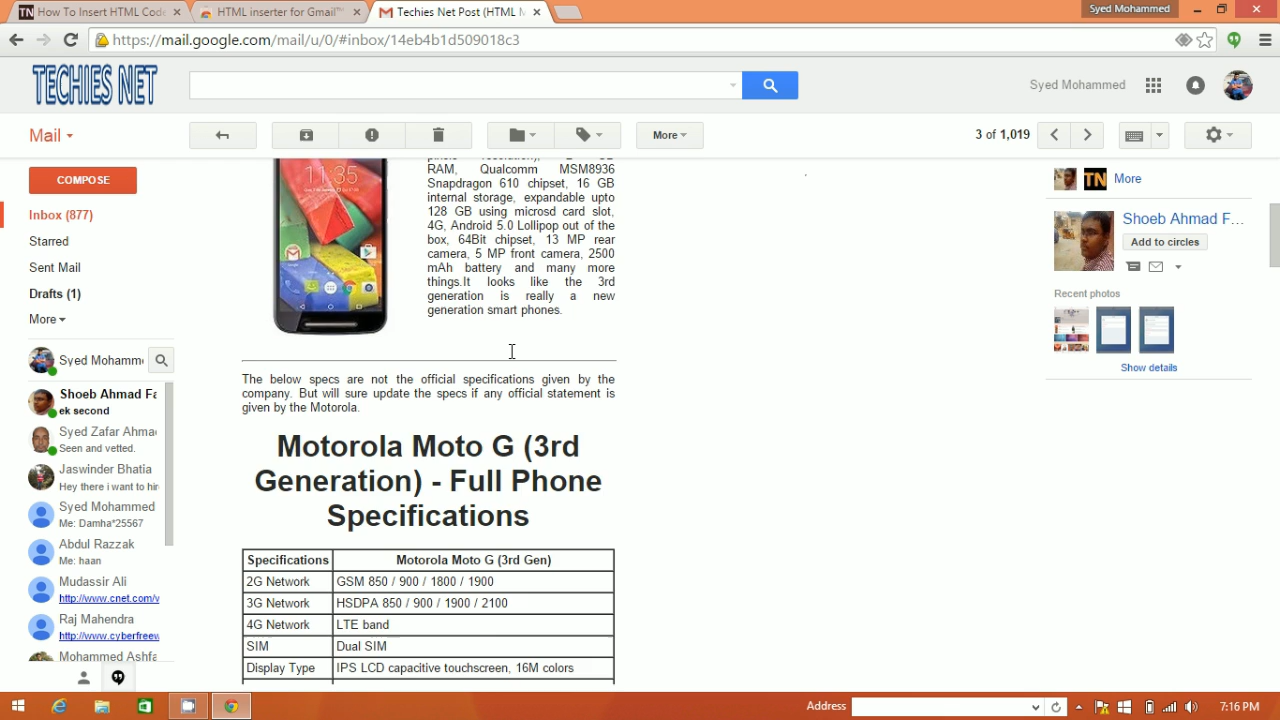 How To Insert HTML Cod
HTML inserter for Gmail™
Techies Net Post (HTML M
Syed Mohammed
https://mail.google.com/mail/u/0/#inbox/14eb4b1d509018c3
TECHIES NET
Syed Mohammed
Mail
More
3 of 1,019
COMPOSE
Inbox (877)
Starred
Sent Mail
Drafts (1)
More
Syed Mohamm
Shoeb Ahmad Fa
ek second
Syed Zafar Ahma
Seen and vetted.
Jaswinder Bhatia
Hey there i want to hir
Syed Mohammed
Me: Damha*25567
Abdul Razzak
Me: haan
Mudassir Ali
http://www.cnet.com/v
Raj Mahendra
http://www.cyberfreew
Mohammed Ashfa
11:35
pixels resolution), 2 GB
RAM, Qualcomm MSM8936
Snapdragon 610 chipset, 16 GB
internal storage, expandable upto
128 GB using microsd card slot,
4G, Android 5.0 Lollipop out of the
box, 64Bit chipset, 13 MP rear
camera, 5 MP front camera, 2500
mAh battery and many more
things.It looks like the 3rd
generation is really a new
generation smart phones.
The below specs are not the official specifications given by the
company. But will sure update the specs if any official statement is
given by the Motorola.
Motorola Moto G (3rd
Generation) - Full Phone
Specifications
Specifications Motorola Moto G (3rd Gen)
2G Network GSM 850 / 900 / 1800 / 1900
3G Network HSDPA 850 / 900 / 1900 / 2100
4G Network LTE band
SIM Dual SIM
Display Type IPS LCD capacitive touchscreen, 16M colors
TN More
Shoeb Ahmad F...
Add to circles
Recent photos
Show details
Address
7:16 PM